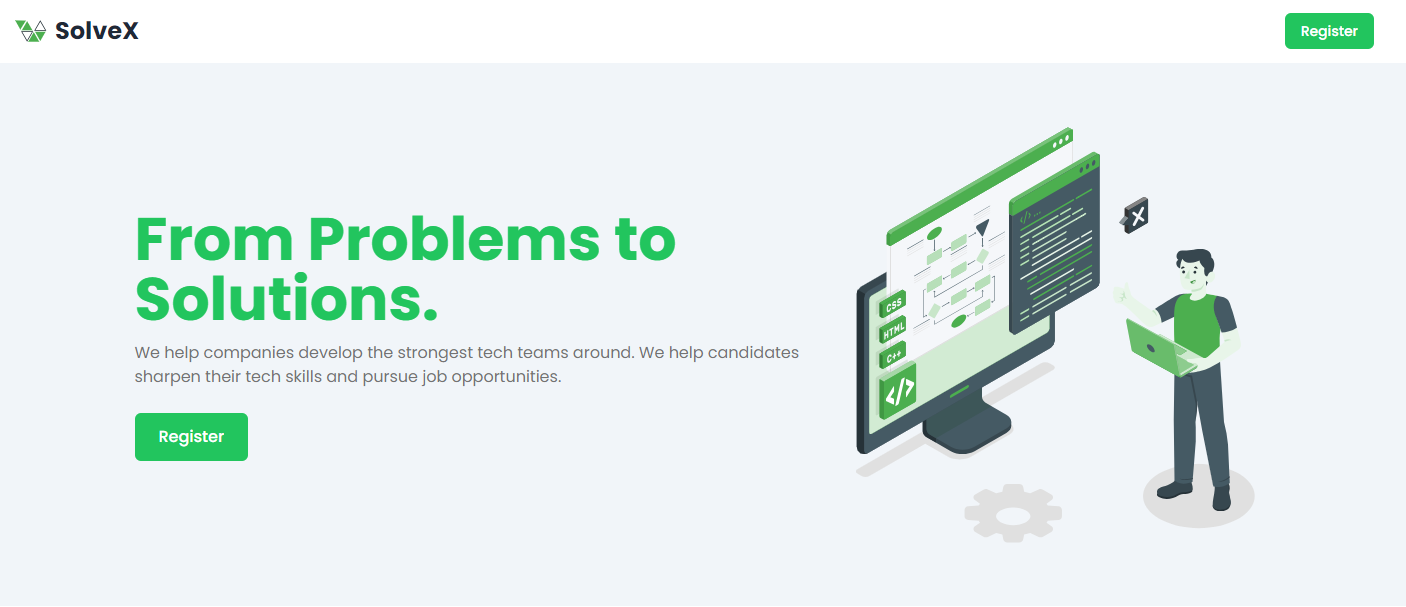 SolveX
Register
From Problems to
Solutions.
We help companies develop the strongest tech teams around. We help candidates
sharpen their tech skills and pursue job opportunities.
Register
CSS
HTML
C++
</>
</...
X